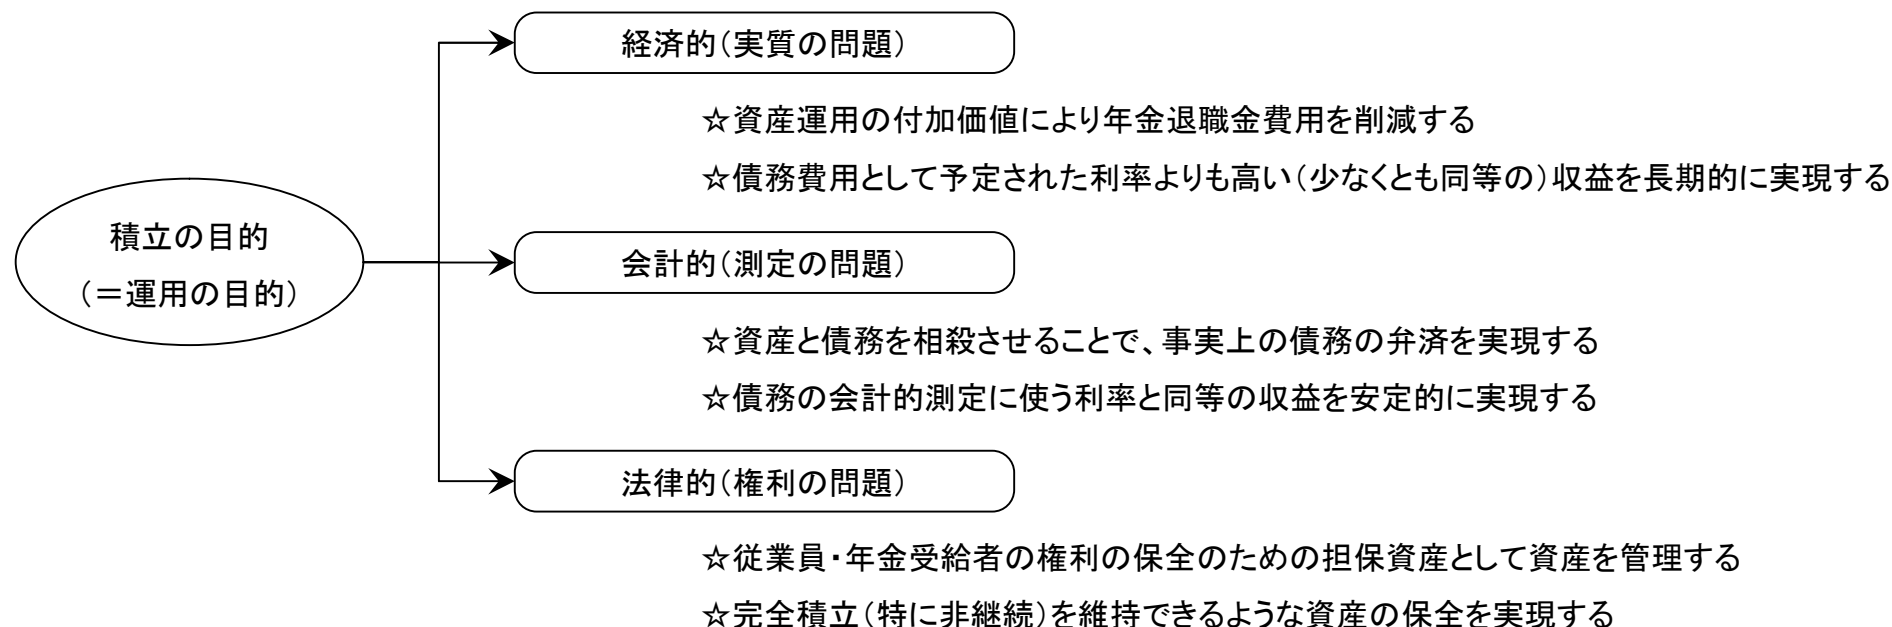 積立の目的
（＝運用の目的）
経済的（実質の問題）
☆資産運用の付加価値により年金退職金費用を削減する
☆債務費用として予定された利率よりも高い（少なくとも同等の）収益を長期的に実現する
会計的（測定の問題）
☆資産と債務を相殺させることで、事実上の債務の弁済を実現する
☆債務の会計的測定に使う利率と同等の収益を安定的に実現する
法律的（権利の問題）
☆従業員・年金受給者の権利の保全のための担保資産として資産を管理する
☆完全積立（特に非継続）を維持できるような資産の保全を実現する